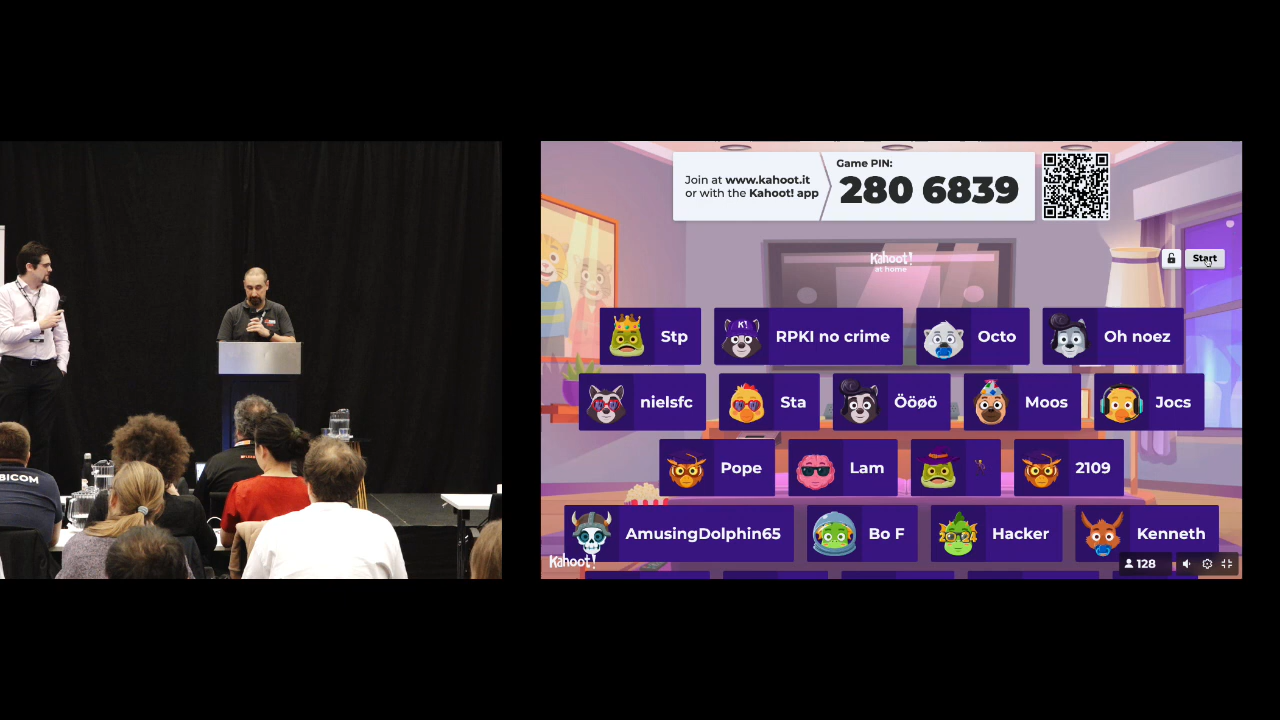 BICOM
Join at www.kahoot.it
or with the Kahoot! app
Game PIN:
280 6839
Kahoot!
at home
Start
Stp
K!
RPKI no crime
Octo
Oh noez
nielsfc
Sta
Ööøö
Moos
Jocs
Pope
Lam
2109
AmusingDolphin65
Bo F
2024
Hacker
Kenneth
Kahoot!
128